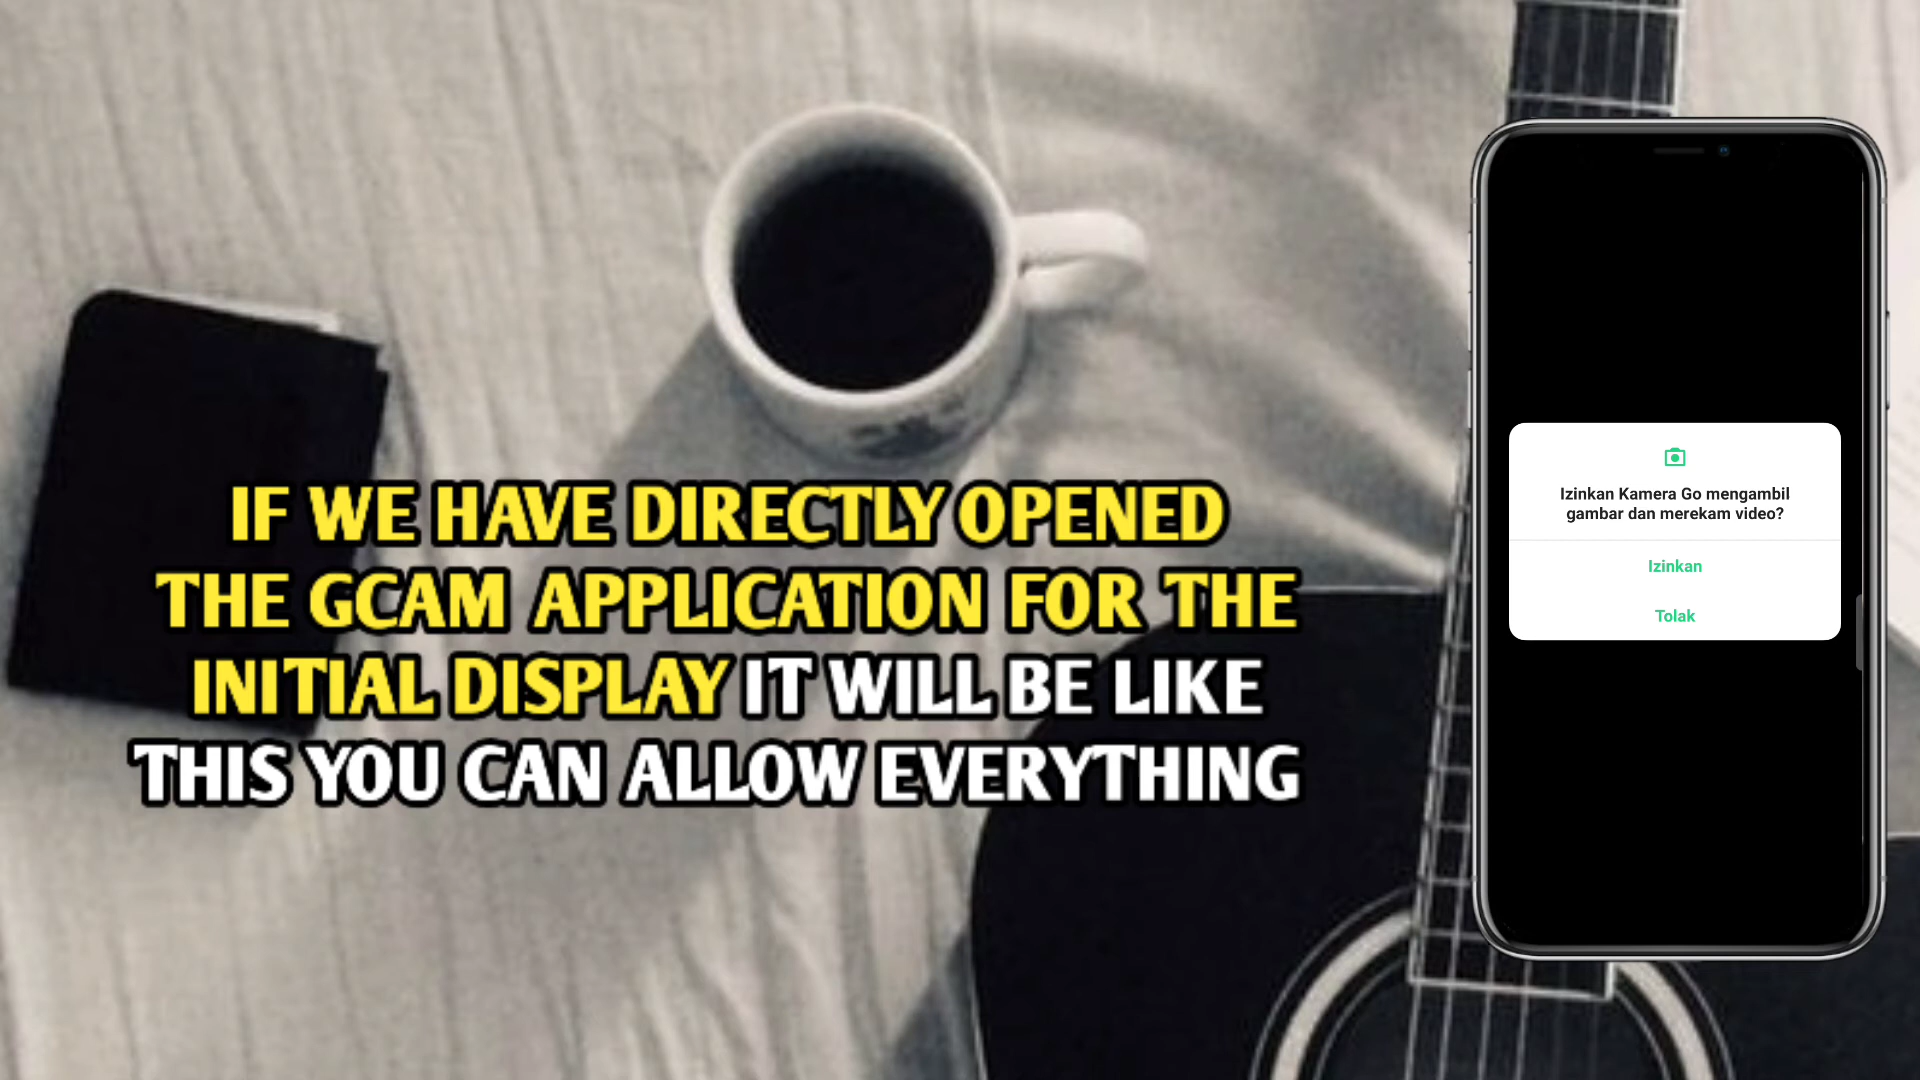 IF WE HAVE DIRECTLY OPENED
THE GCAM APPLICATION FOR THE
INITIAL DISPLAY IT WILL BE LIKE
THIS YOU CAN ALLOW EVERYTHING
Izinkan Kamera Go mengambil
gambar dan merekam video?
Izinkan
Tolak